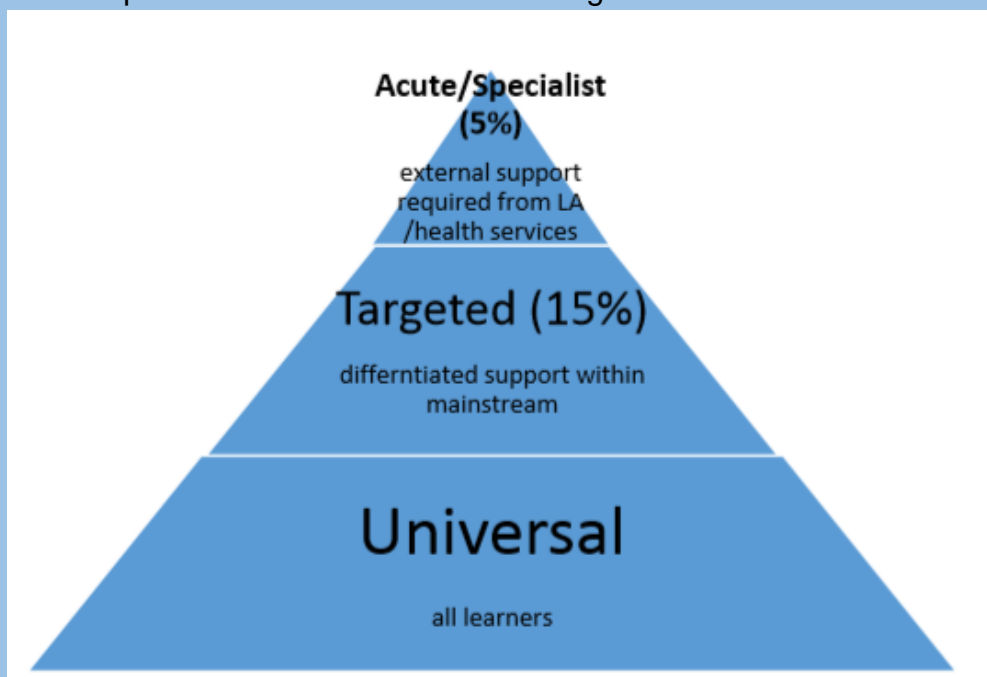 Acute/Specialist
(5%)
external support
required from LA
/health services
Targeted (15%)
differntiated support within
mainstream
Universal
all learners